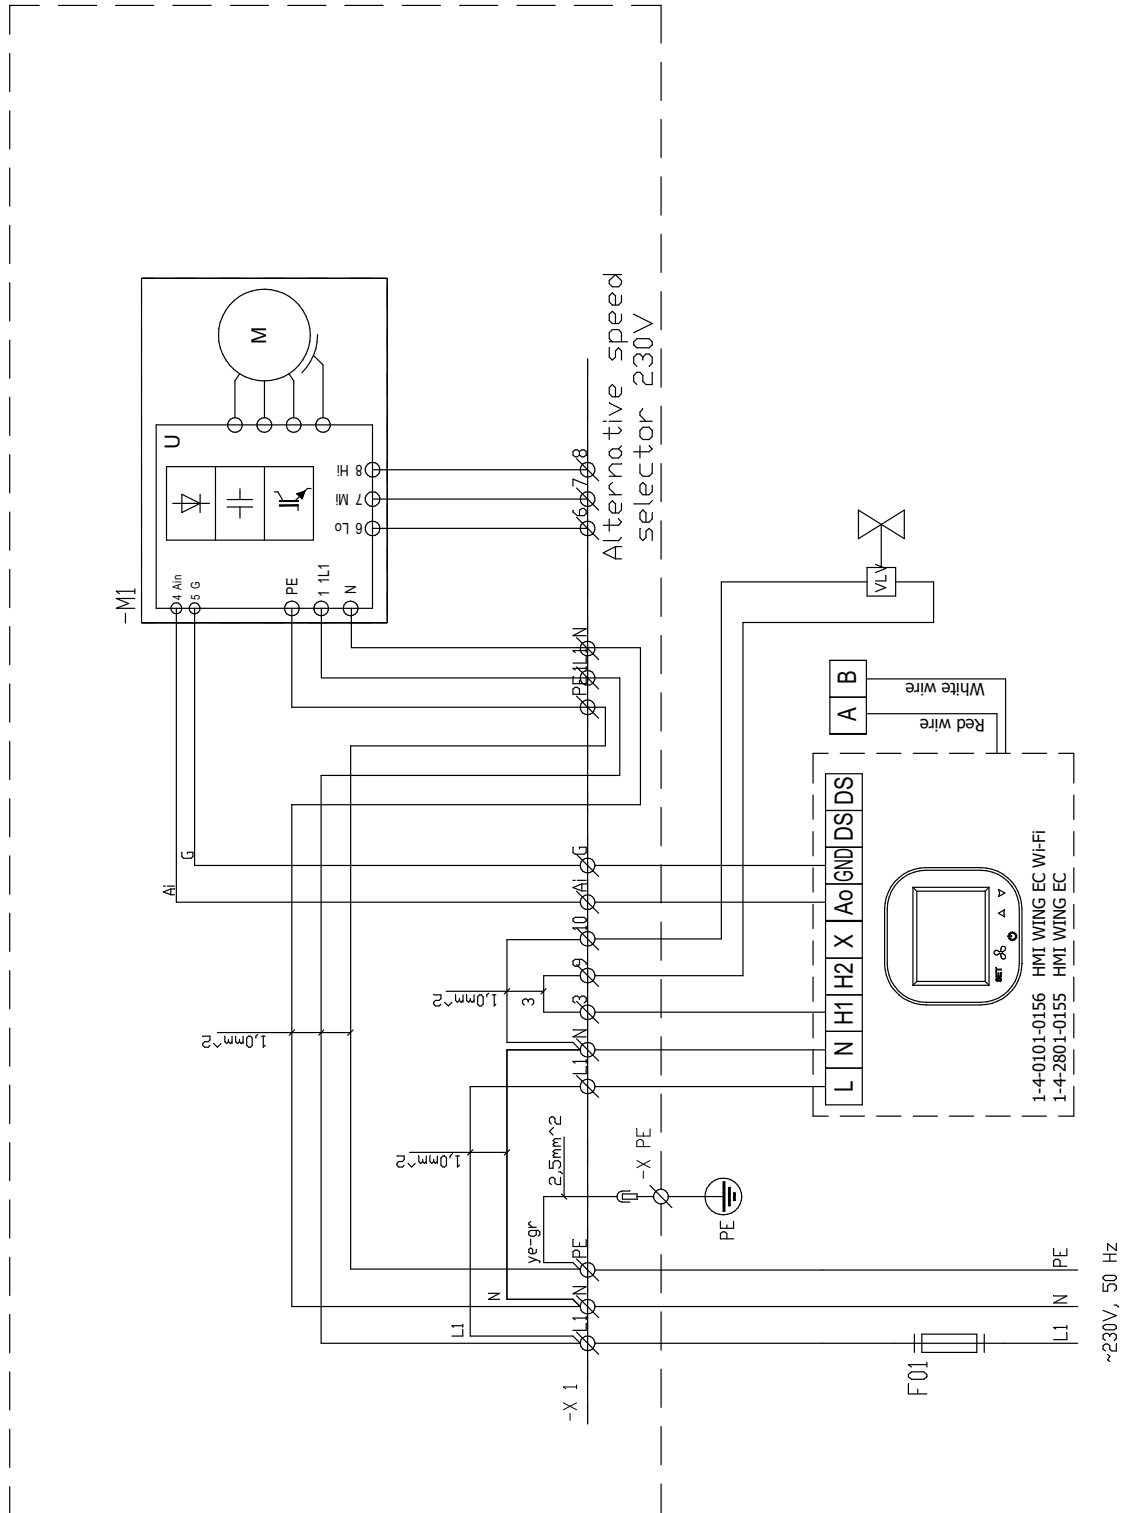 -M1
M
U
4 Ain
5 G
PE
1 1L1
N
6 Lo
7 Mi
8 Hi
6
7
8
Alternative speed
selector 230V
PE
1L1
N
VLV
A
B
Red wire
White wire
Ai
G
1,0mm^2
1,0mm^2
3
1,0mm^2
L1
N
3
9
10
Ai
G
L
N
H1
H2
X
Ao
GND
DS
DS
SET
1-4-0101-0156 HMI WING EC Wi-Fi
1-4-2801-0155 HMI WING EC
2,5mm^2
ye-gr
-X PE
PE
L1
N
-X 1
L1
N
PE
F01
L1
N
PE
~230V, 50 Hz